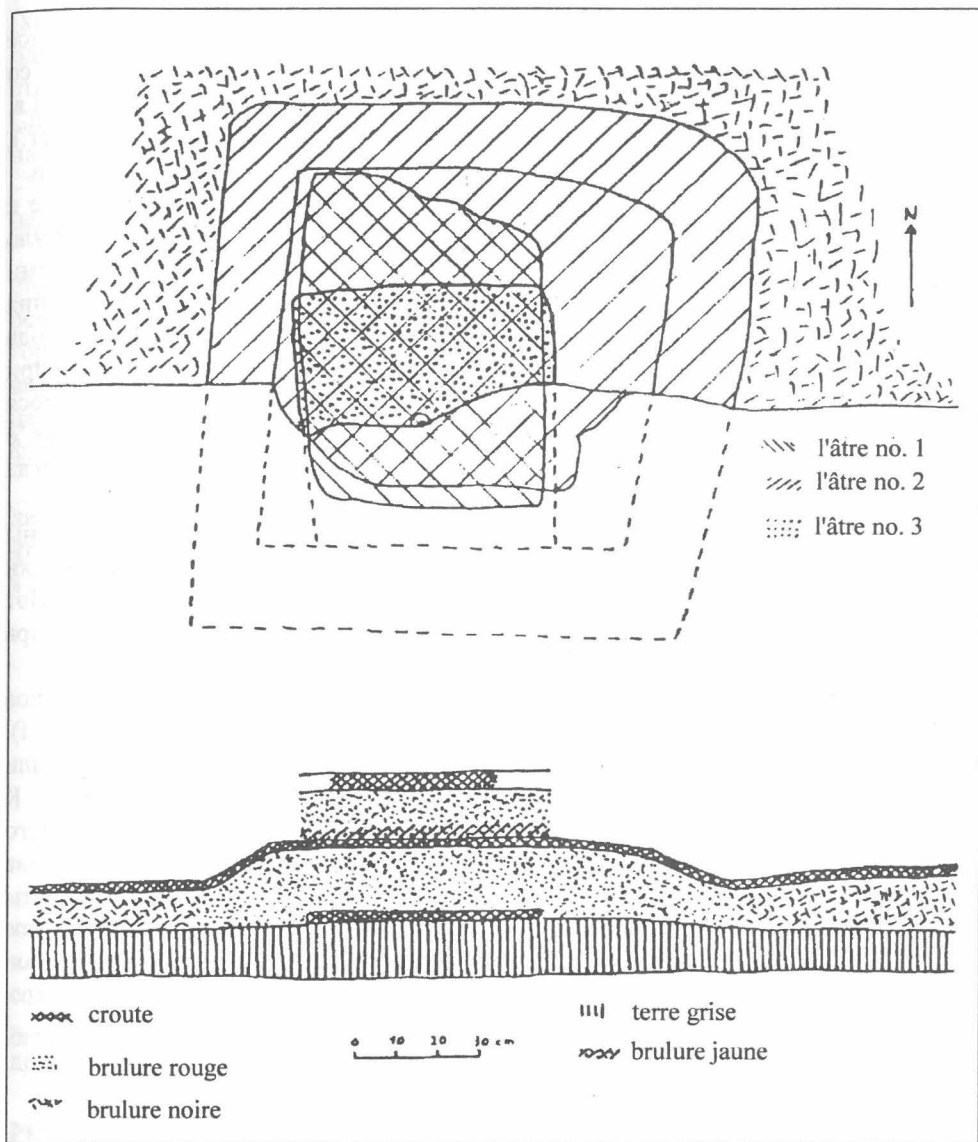 N
l'âtre no. 1
l'âtre no. 2
l'âtre no. 3
croute
terre grise
0 10 20 30 cm
brulure jaune
brulure rouge
brulure noire